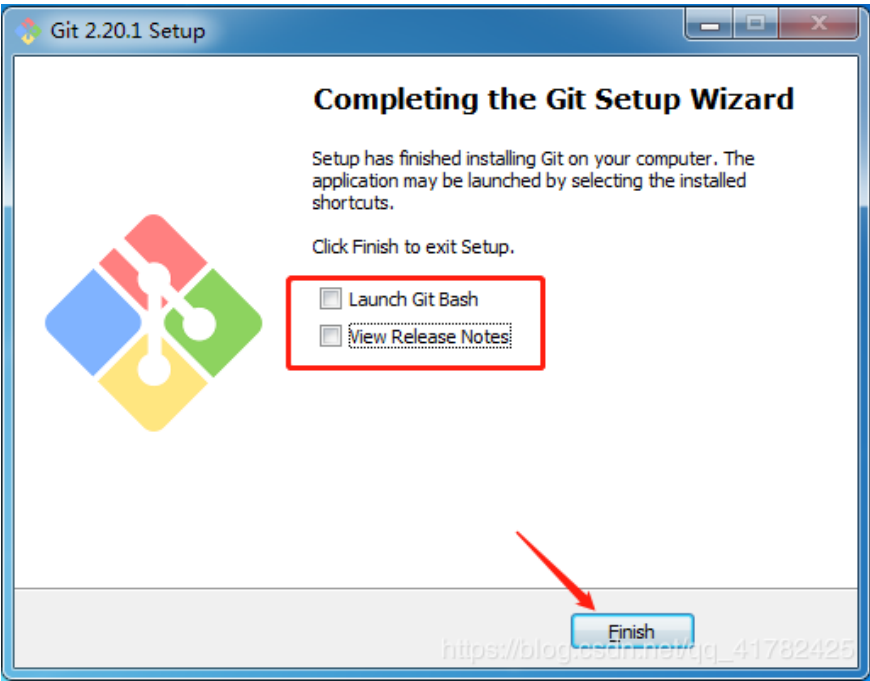 Git 2.20.1 Setup
Completing the Git Setup Wizard
Setup has finished installing Git on your computer. The
application may be launched by selecting the installed
shortcuts.
Click Finish to exit Setup.
Launch Git Bash
View Release Notes
Finish
https://blog.csdn.net/qq_41782425